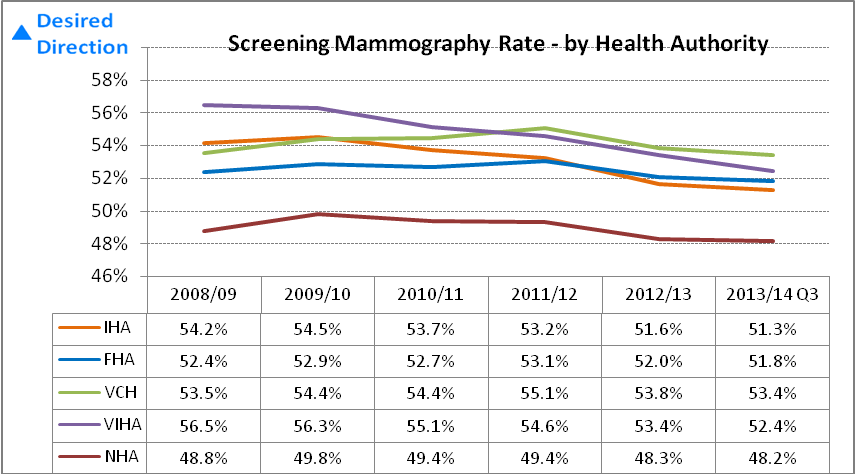 Desired
Direction
Screening Mammography Rate - by Health Authority
58%
56%
54%
52%
50%
48%
46%
2008/09 2009/10 2010/11 2011/12 2012/13 2013/14 Q3
IHA 54.2% 54.5% 53.7% 53.2% 51.6% 51.3%
FHA 52.4% 52.9% 52.7% 53.1% 52.0% 51.8%
VCH 53.5% 54.4% 54.4% 55.1% 53.8% 53.4%
VIHA 56.5% 56.3% 55.1% 54.6% 53.4% 52.4%
NHA 48.8% 49.8% 49.4% 49.4% 48.3% 48.2%